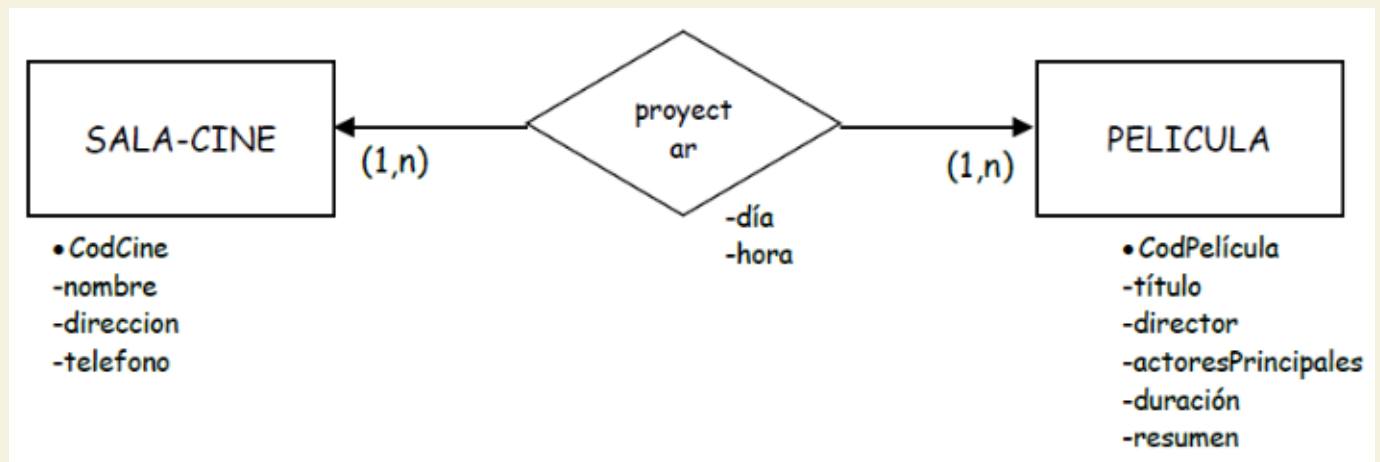 SALA-CINE
(1,n)
• CodCine
-nombre
-direccion
-telefono
proyect
ar
-día
-hora
(1,n)
PELICULA
• CodPelícula
-título
-director
-actoresPrincipales
-duración
-resumen